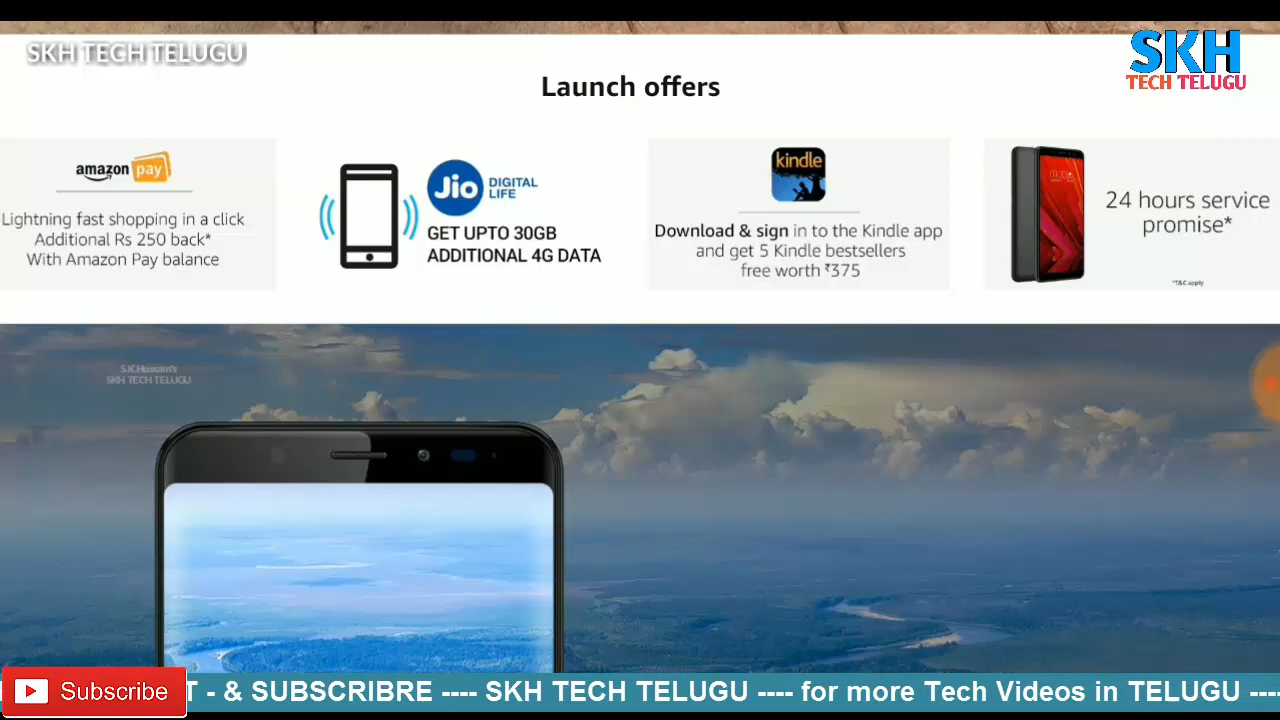 SKH TECH TELUGU
SKH
TECH TELUGU
Launch offers
amazon pay
Lightning fast shopping in a click
Additional Rs 250 back*
With Amazon Pay balance
Jio DIGITAL
LIFE
GET UPTO 30GB
ADDITIONAL 4G DATA
kindle
Download & sign in to the Kindle app
and get 5 Kindle bestsellers
free worth ₹375
24 hours service
promise*
*T&C apply
S.K.Hussain's
SKH TECH TELUGU
Subscribe
T - & SUBSCRIBRE ---- SKH TECH TELUGU ---- for more Tech Videos in TELUGU ----